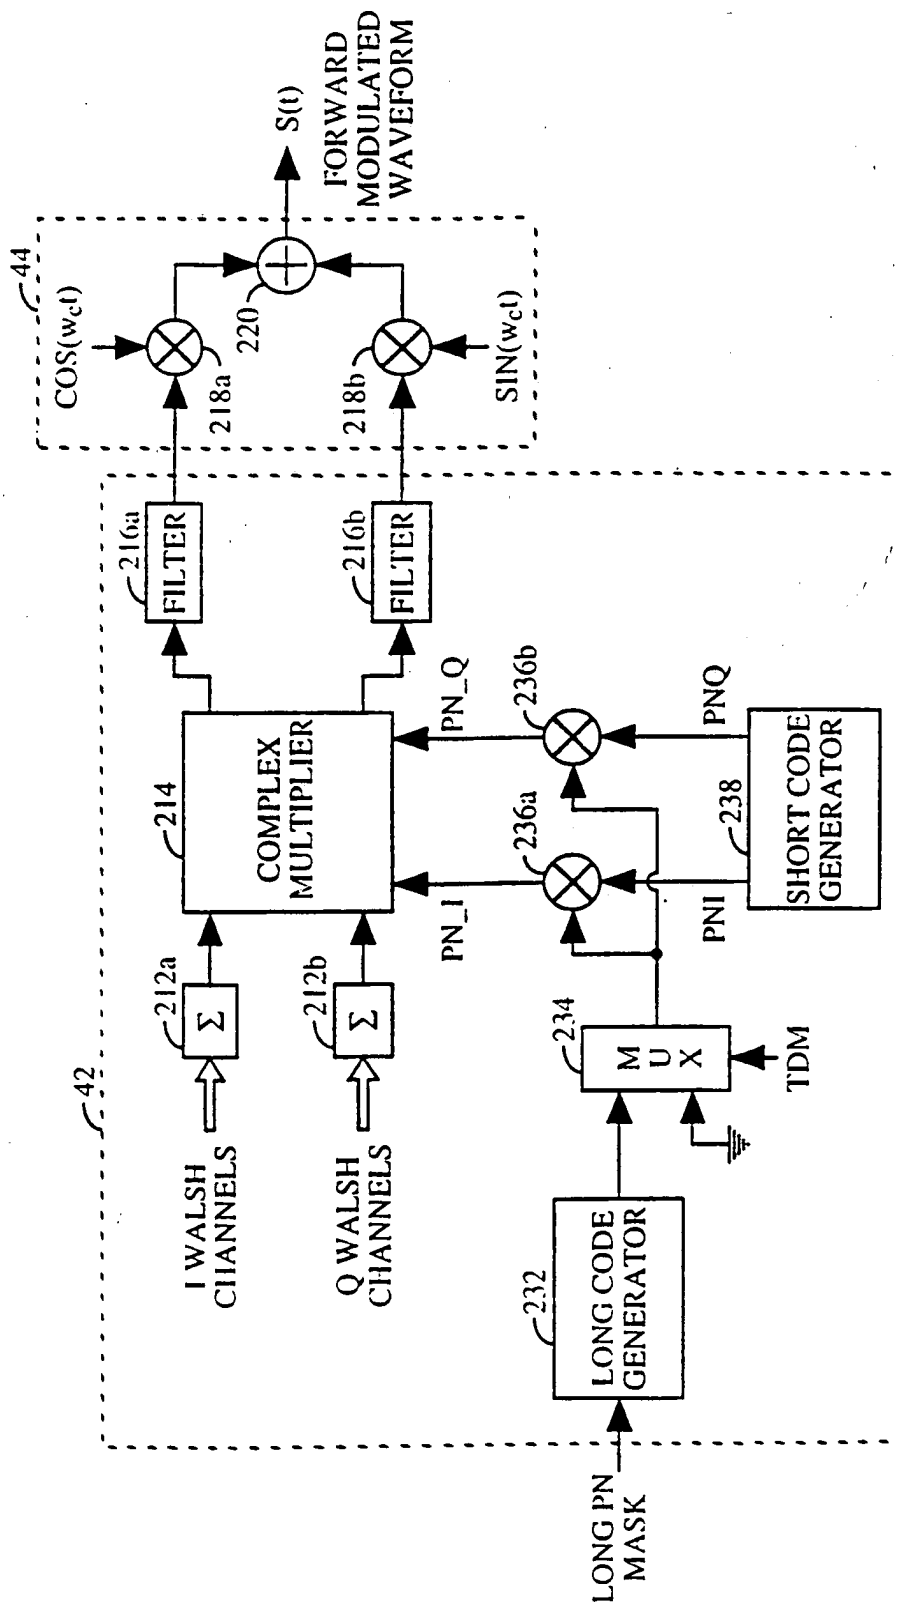 42
44
I WALSH
CHANNELS
212a
Σ
Q WALSH
CHANNELS
212b
Σ
214
COMPLEX
MULTIPLIER
216a
FILTER
216b
FILTER
COS(wct)
218a
218b
SIN(wct)
220
S(t)
FORWARD
MODULATED
WAVEFORM
PN_I
PN_Q
236a
236b
LONG PN
MASK
232
LONG CODE
GENERATOR
234
M
U
X
TDM
PNI
PNQ
238
SHORT CODE
GENERATOR